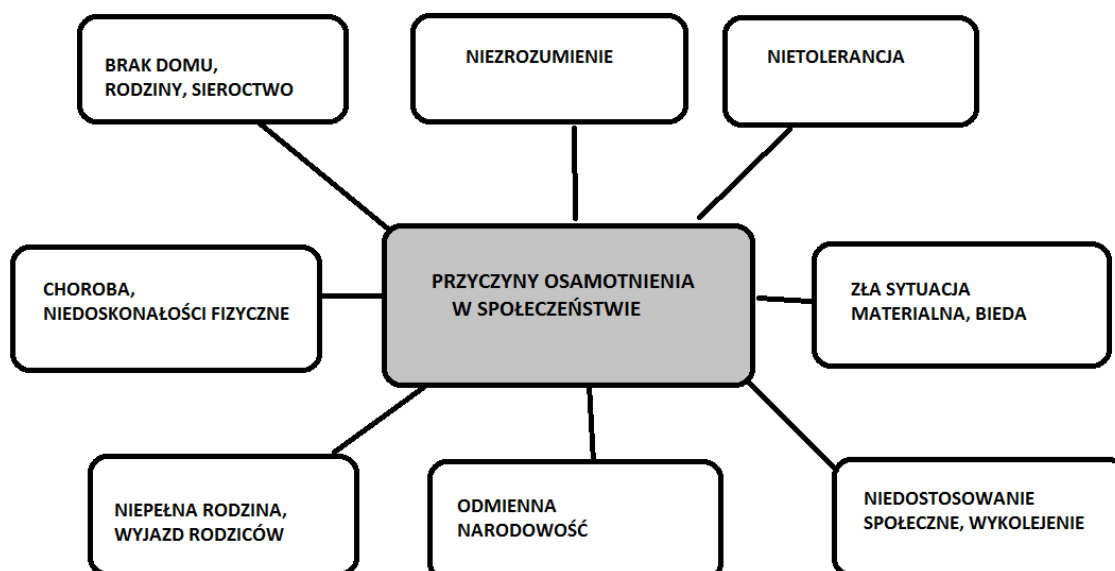 BRAK DOMU,
RODZINY, SIEROCTWO
NIEZROZUMIENIE
NIETOLERANCJA
CHOROBA,
NIEDOSKONAŁOŚCI FIZYCZNE
PRZYCZYNY OSAMOTNIENIA
W SPOŁECZEŃSTWIE
ZŁA SYTUACJA
MATERIALNA, BIEDA
NIEPEŁNA RODZINA,
WYJAZD RODZICÓW
ODMIENNA
NARODOWOŚĆ
NIEDOSTOSOWANIE
SPOŁECZNE, WYKOLEJENIE